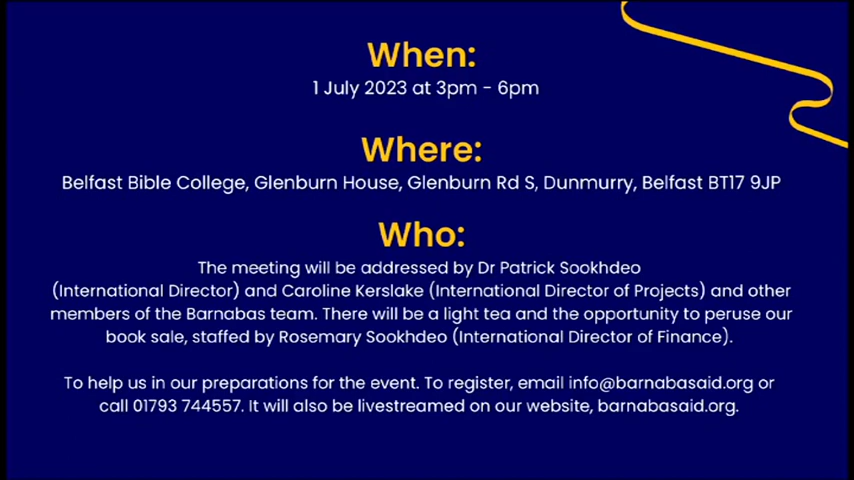 When:
1 July 2023 at 3pm - 6pm
Where:
Belfast Bible College, Glenburn House, Glenburn Rd S, Dunmurry, Belfast BT17 9JP
Who:
The meeting will be addressed by Dr Patrick Sookhdeo
(International Director) and Caroline Kerslake (International Director of Projects) and other
members of the Barnabas team. There will be a light tea and the opportunity to peruse our
book sale, staffed by Rosemary Sookhdeo (International Director of Finance).
To help us in our preparations for the event. To register, email info@barnabasaid.org or
call 01793 744557. It will also be livestreamed on our website, barnabasaid.org.